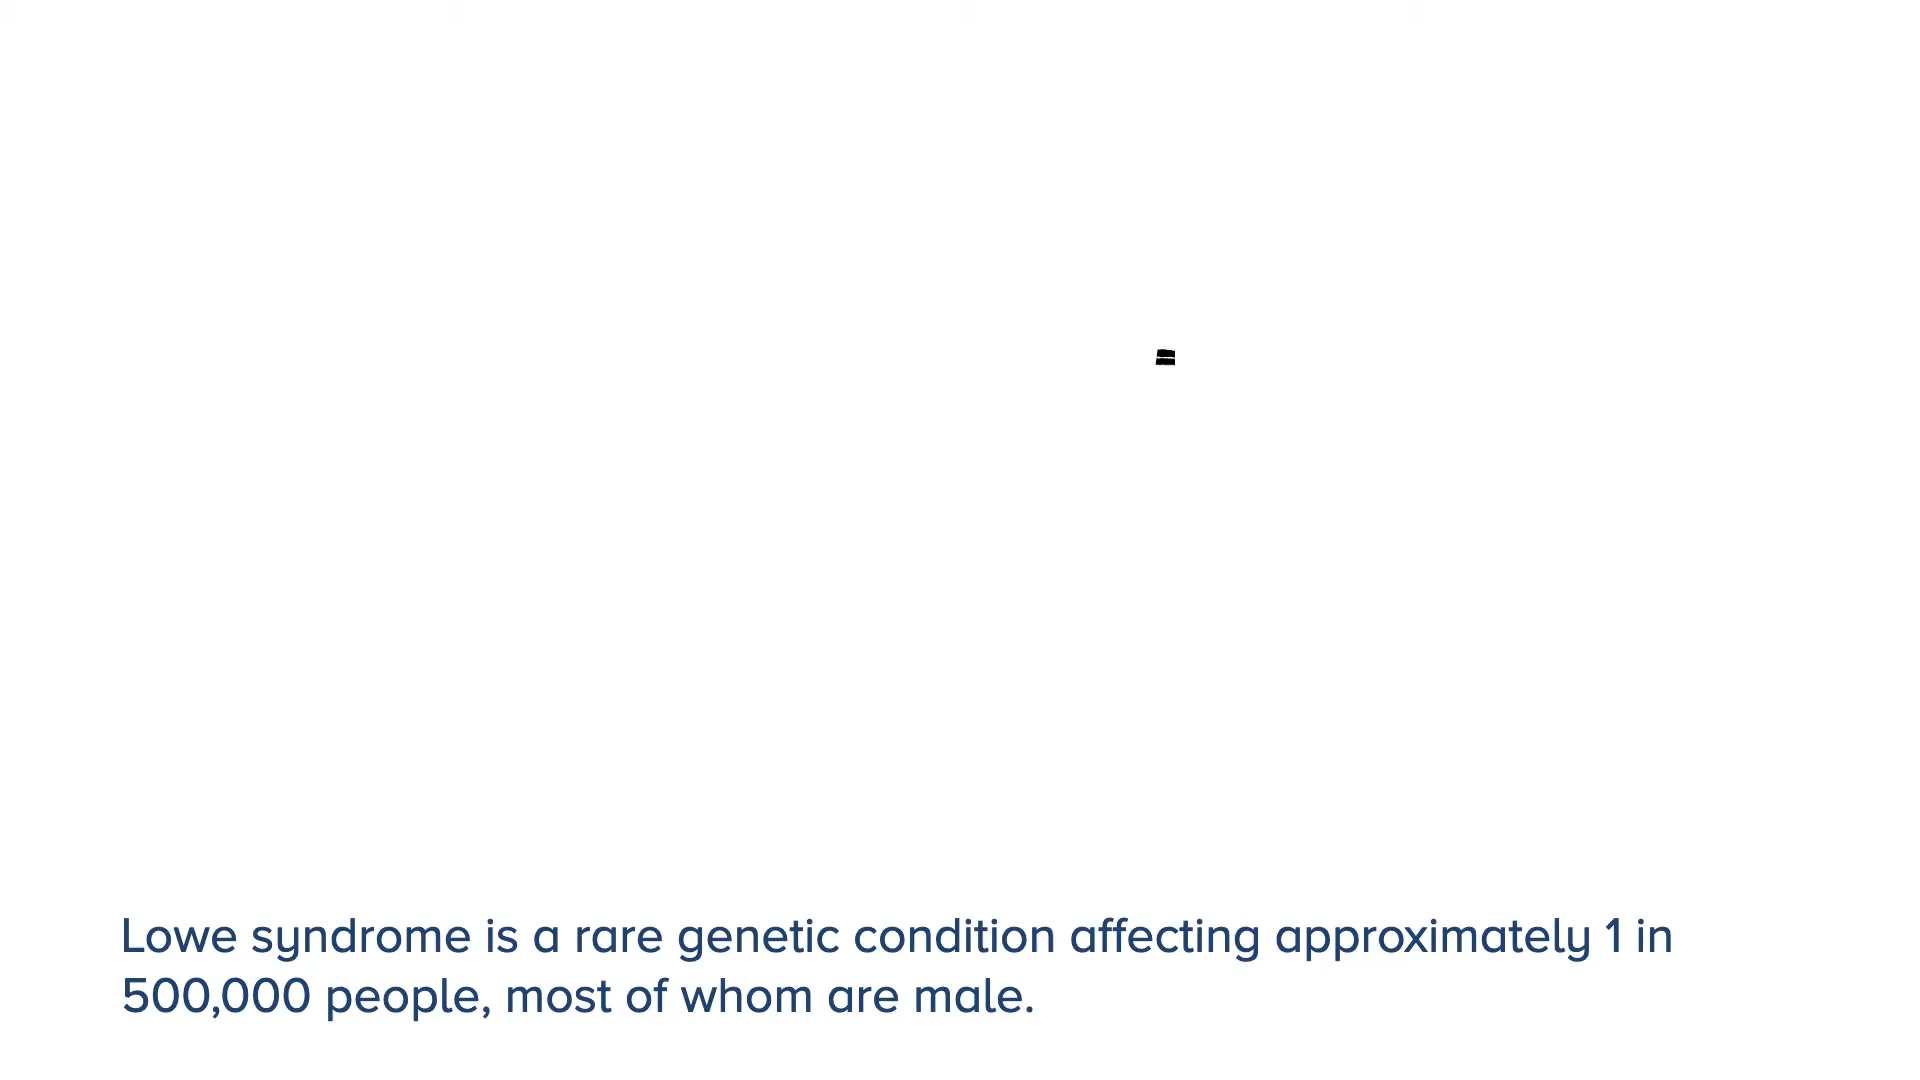 Lowe syndrome is a rare genetic condition affecting approximately 1 in
500,000 people, most of whom are male.